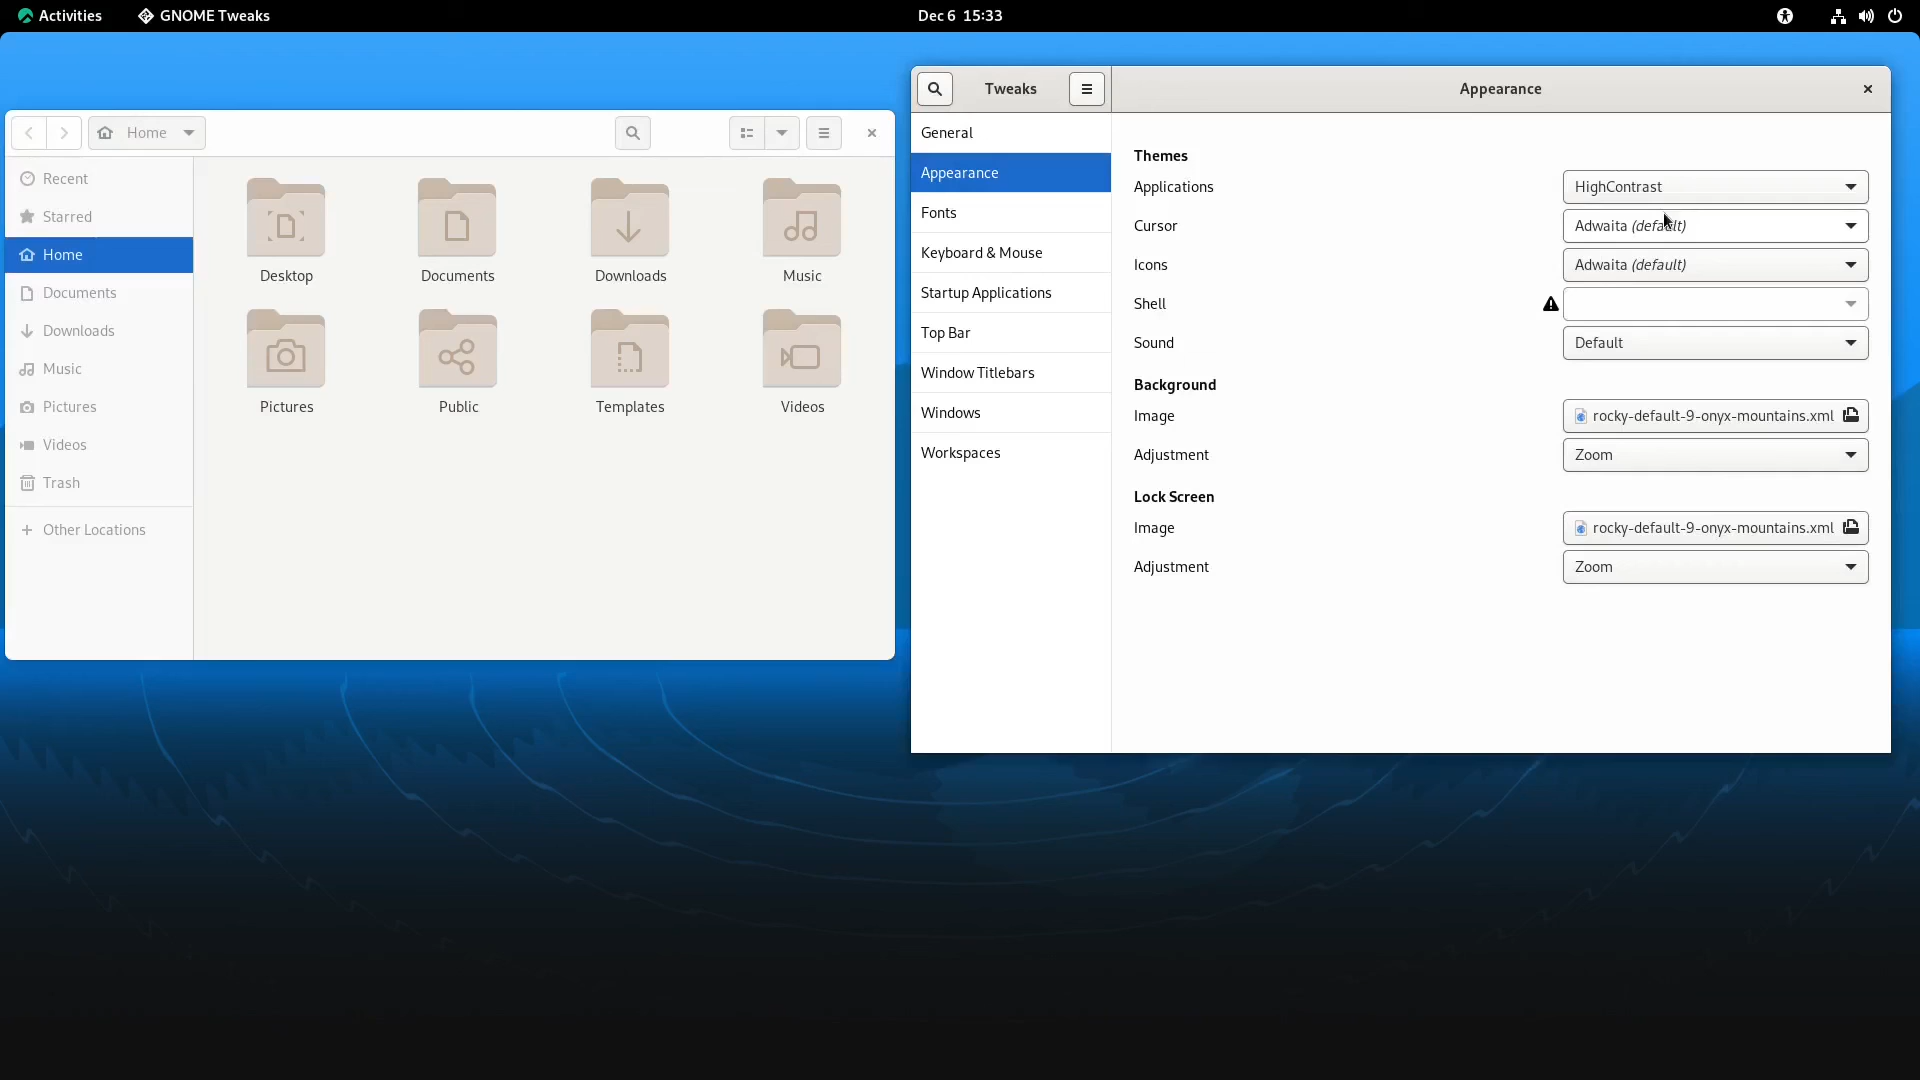 Activities
GNOME Tweaks
Dec 6 15:33
Home
Recent
Starred
Home
Documents
Downloads
Music
Pictures
Videos
Trash
Other Locations
Desktop
Documents
Downloads
Music
Pictures
Public
Templates
Videos
Tweaks
Appearance
General
Appearance
Fonts
Keyboard & Mouse
Startup Applications
Top Bar
Window Titlebars
Windows
Workspaces
Themes
Applications HighContrast
Cursor Adwaita (default)
Icons Adwaita (default)
Shell
Sound Default
Background
Image rocky-default-9-onyx-mountains.xml
Adjustment Zoom
Lock Screen
Image rocky-default-9-onyx-mountains.xml
Adjustment Zoom